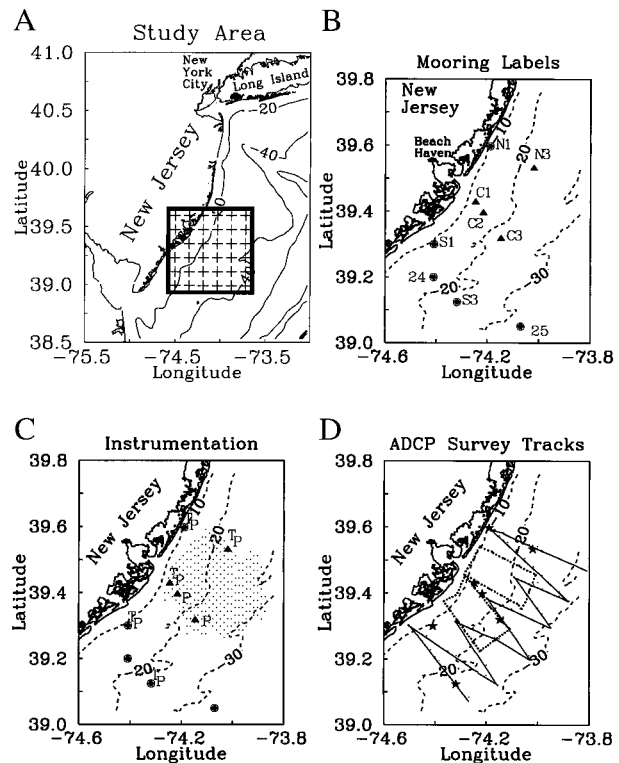 A
Study Area
41.0
40.5
40.0
39.5
39.0
38.5
Latitude
New
York
City
Long Island
New Jersey
20
40
-75.5
-74.5
-73.5
Longitude
B
Mooring Labels
39.8
39.6
39.4
39.2
39.0
Latitude
New
Jersey
Beach
Haven
10
20
N1
N3
C1
C2
C3
S1
24
20
S3
30
25
-74.6
-74.2
-73.8
Longitude
C
Instrumentation
39.8
39.6
39.4
39.2
39.0
Latitude
New Jersey
10
20
T
P
T
P
T
P
P
P
T
P
20
T
P
30
-74.6
-74.2
-73.8
Longitude
D
ADCP Survey Tracks
39.8
39.6
39.4
39.2
39.0
Latitude
New Jersey
10
20
20
30
-74.6
-74.2
-73.8
Longitude